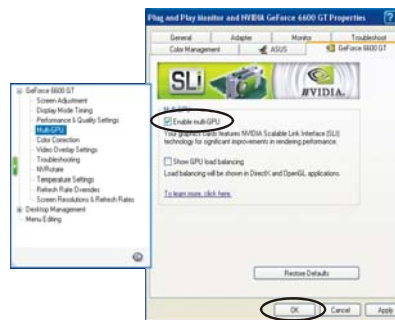 GeForce 6600 GT
Screen Adjustment
Display Mode Timing
Performance & Quality Settings
Multi-GPU
Color Correction
Video Overlay Settings
Troubleshooting
NVRotate
Temperature Settings
Refresh Rate Overrides
Screen Resolutions & Refresh Rates
Desktop Management
Menu Editing
Plug and Play Monitor and NVIDIA GeForce 6600 GT Properties
General Adapter Monitor Troubleshoot
Color Management ASUS GeForce 6600 GT
SLI
NVIDIA.
Multi-GPU
Enable multi-GPU
Your graphics cards features NVIDIA Scalable Link Interface (SLI)
technology for significant improvements in rendering performance.
Show GPU load balancing
Load balancing will be shown in Direct3D and OpenGL applications.
To learn more, click here.
Restore Defaults
OK Cancel Apply